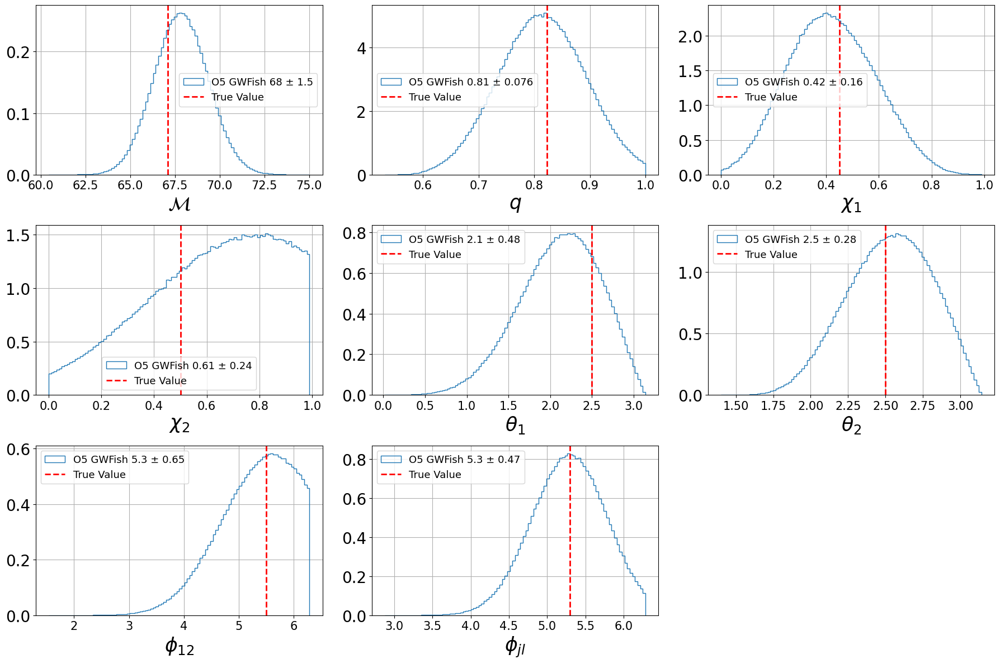 0.2
0.1
0.0
O5 GWFish 68 ± 1.5
True Value
60.0 62.5 65.0 67.5 70.0 72.5 75.0
ℳ
4
2
0
O5 GWFish 0.81 ± 0.076
True Value
0.6 0.7 0.8 0.9 1.0
q
2.0
1.5
1.0
0.5
0.0
O5 GWFish 0.42 ± 0.16
True Value
0.0 0.2 0.4 0.6 0.8 1.0
χ₁
1.5
1.0
0.5
0.0
O5 GWFish 0.61 ± 0.24
True Value
0.0 0.2 0.4 0.6 0.8 1.0
χ₂
0.8
0.6
0.4
0.2
0.0
O5 GWFish 2.1 ± 0.48
True Value
0.0 0.5 1.0 1.5 2.0 2.5 3.0
θ₁
1.0
0.5
0.0
O5 GWFish 2.5 ± 0.28
True Value
1.50 1.75 2.00 2.25 2.50 2.75 3.00
θ₂
0.6
0.4
0.2
0.0
O5 GWFish 5.3 ± 0.65
True Value
2 3 4 5 6
ϕ₁₂
0.8
0.6
0.4
0.2
0.0
O5 GWFish 5.3 ± 0.47
True Value
3.0 3.5 4.0 4.5 5.0 5.5 6.0
ϕ_jl